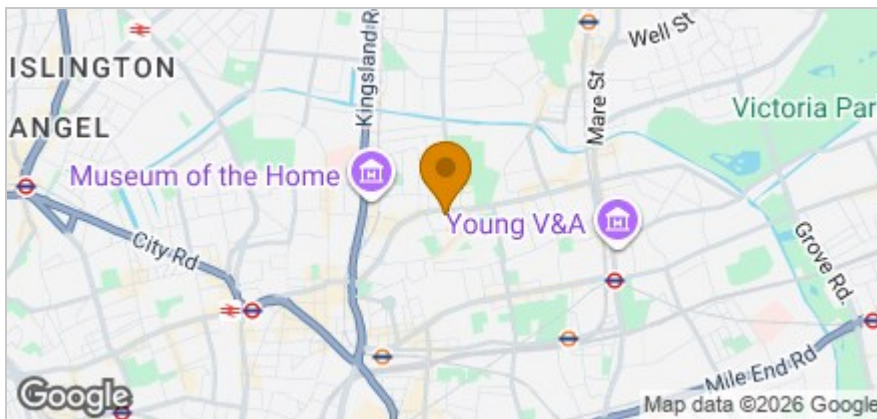 ISLINGTON
Kingsland R
Well St
ANGEL
Mare St
Victoria Par
Museum of the Home
Young V&A
City Rd
Grove Rd.
Mile End Rd
Google
Map data ©2026 Google